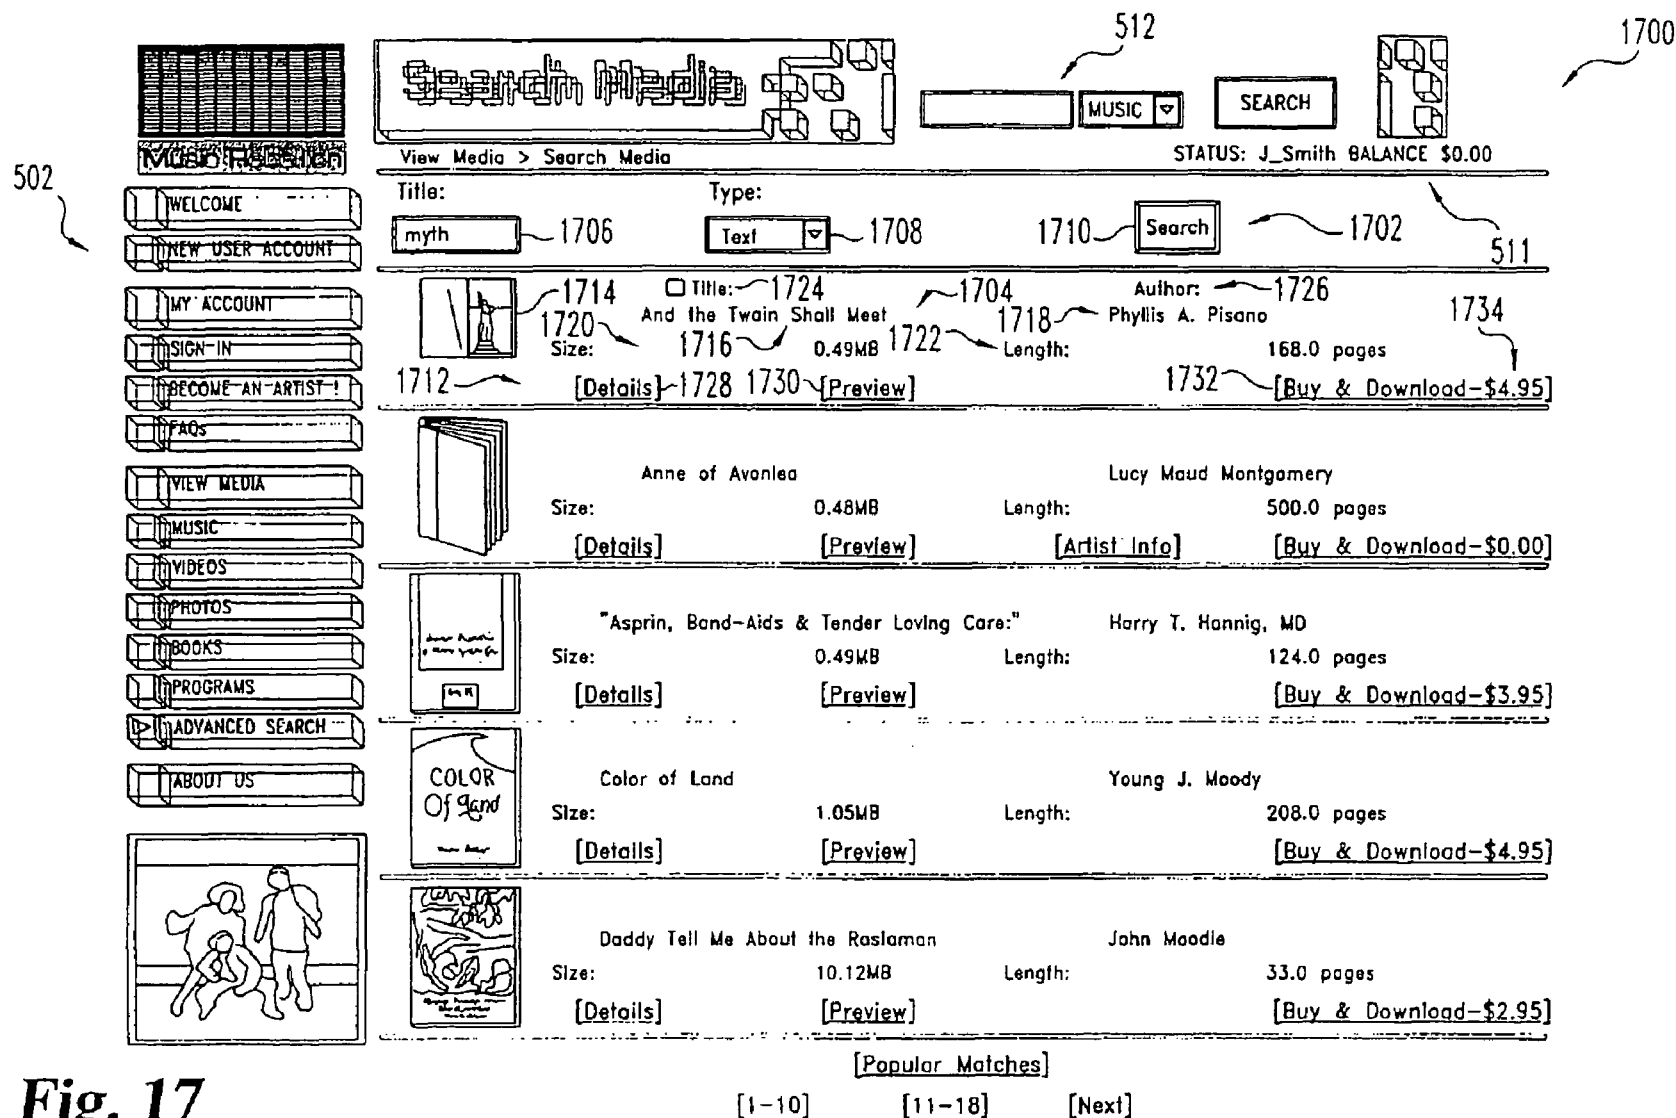 512
1700
MUSIC
SEARCH
Music Rebellion
View Media > Search Media
STATUS: J_Smith BALANCE $0.00
502
Title:
Type:
WELCOME
myth
1706
Text
1708
1710
Search
1702
NEW USER ACCOUNT
511
MY ACCOUNT
1714
Title:
1724
1704
Author:
1726
And the Twain Shall Meet
1718
Phyllis A. Pisano
1734
1720
SIGN-IN
Size:
1716
0.49MB
1722
Length:
168.0 pages
BECOME AN ARTIST !
1712
[Details]
1728
1730
[Preview]
1732
[Buy & Download-$4.95]
FAQs
VIEW MEDIA
Anne of Avonlea
Lucy Maud Montgomery
MUSIC
Size:
0.48MB
Length:
500.0 pages
VIDEOS
[Details]
[Preview]
[Artist Info]
[Buy & Download-$0.00]
PHOTOS
"Asprin, Band-Aids & Tender Loving Care:"
Harry T. Hannig, MD
BOOKS
Size:
0.49MB
Length:
124.0 pages
PROGRAMS
[Details]
[Preview]
[Buy & Download-$3.95]
ADVANCED SEARCH
ABOUT US
COLOR
Of Land
Color of Land
Young J. Moody
Size:
1.05MB
Length:
208.0 pages
[Details]
[Preview]
[Buy & Download-$4.95]
Daddy Tell Me About the Rastaman
John Moodie
Size:
10.12MB
Length:
33.0 pages
[Details]
[Preview]
[Buy & Download-$2.95]
[Popular Matches]
Fig. 17
[1-10]
[11-18]
[Next]